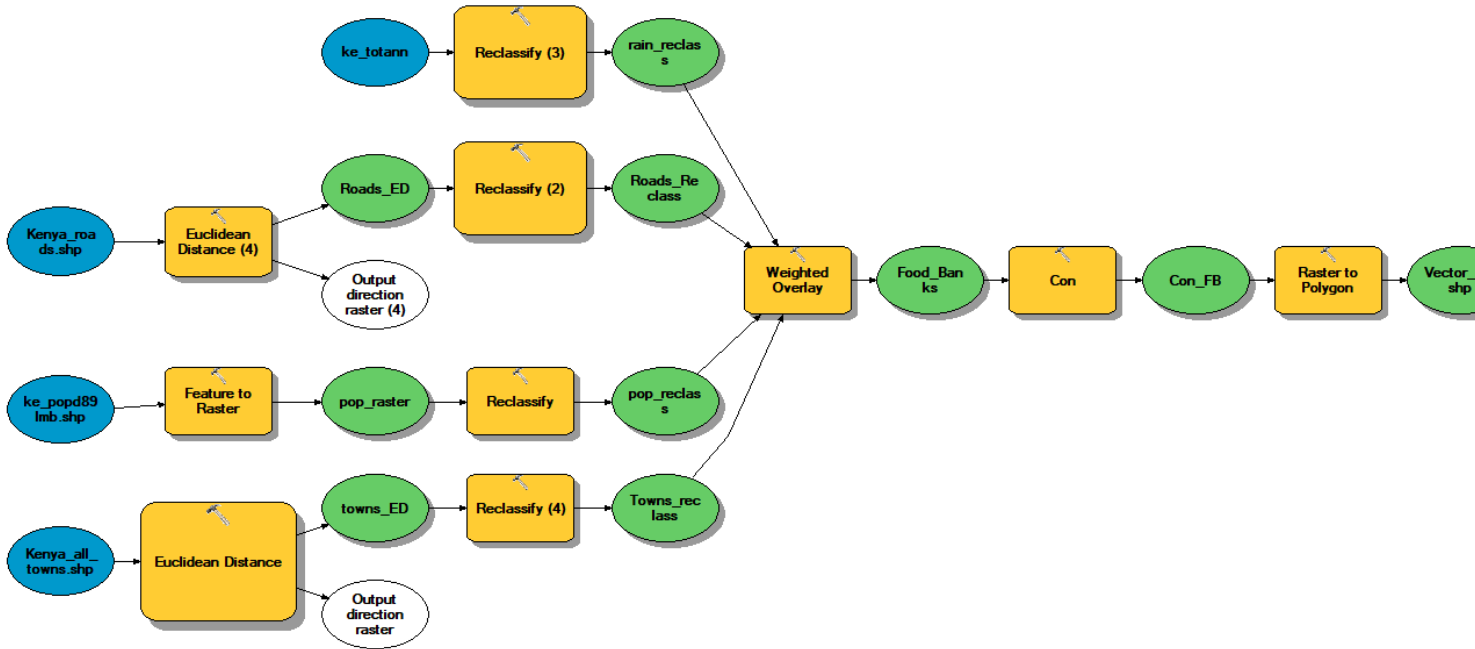 ke_totann
Reclassify (3)
rain_reclas
s
Roads_ED
Reclassify (2)
Roads_Re
class
Kenya_roa
ds.shp
Euclidean
Distance (4)
Output
direction
raster (4)
Weighted
Overlay
Food_Ban
ks
Con
Con_FB
Raster to
Polygon
Vector_
shp
ke_popd89
lmb.shp
Feature to
Raster
pop_raster
Reclassify
pop_reclas
s
Kenya_all_
towns.shp
Euclidean Distance
towns_ED
Reclassify (4)
Towns_rec
lass
Output
direction
raster